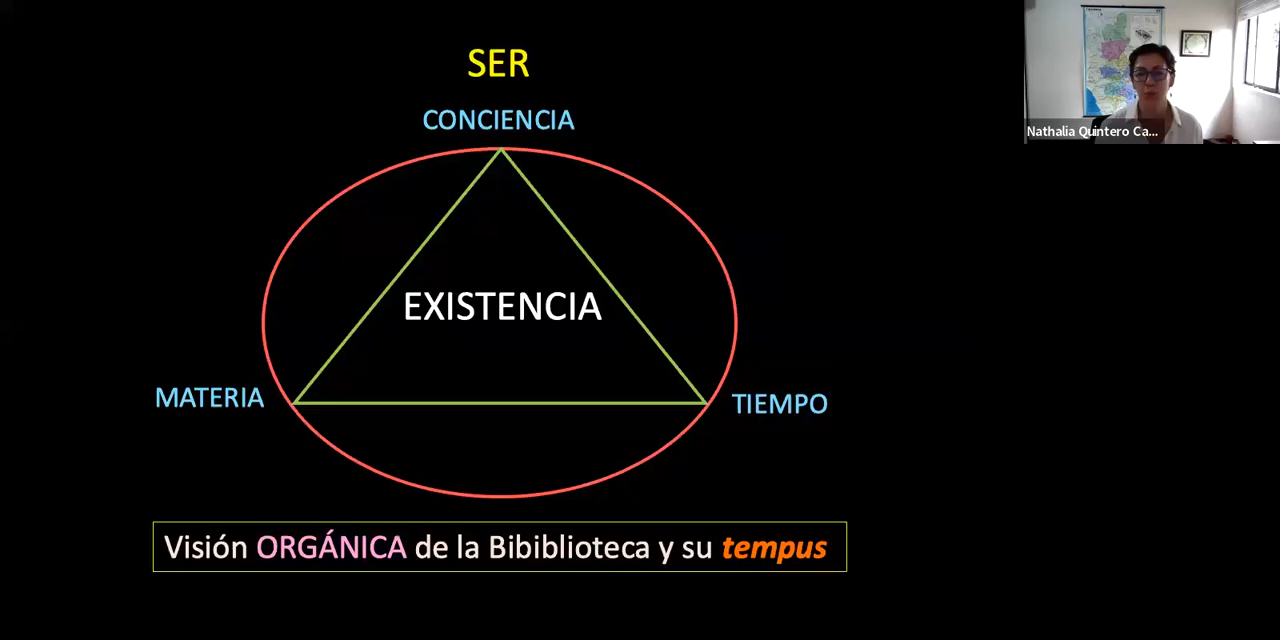 SER
CONCIENCIA
EXISTENCIA
MATERIA
TIEMPO
Visión ORGÁNICA de la Bibiblioteca y su tempus
Nathalia Quintero Ca...